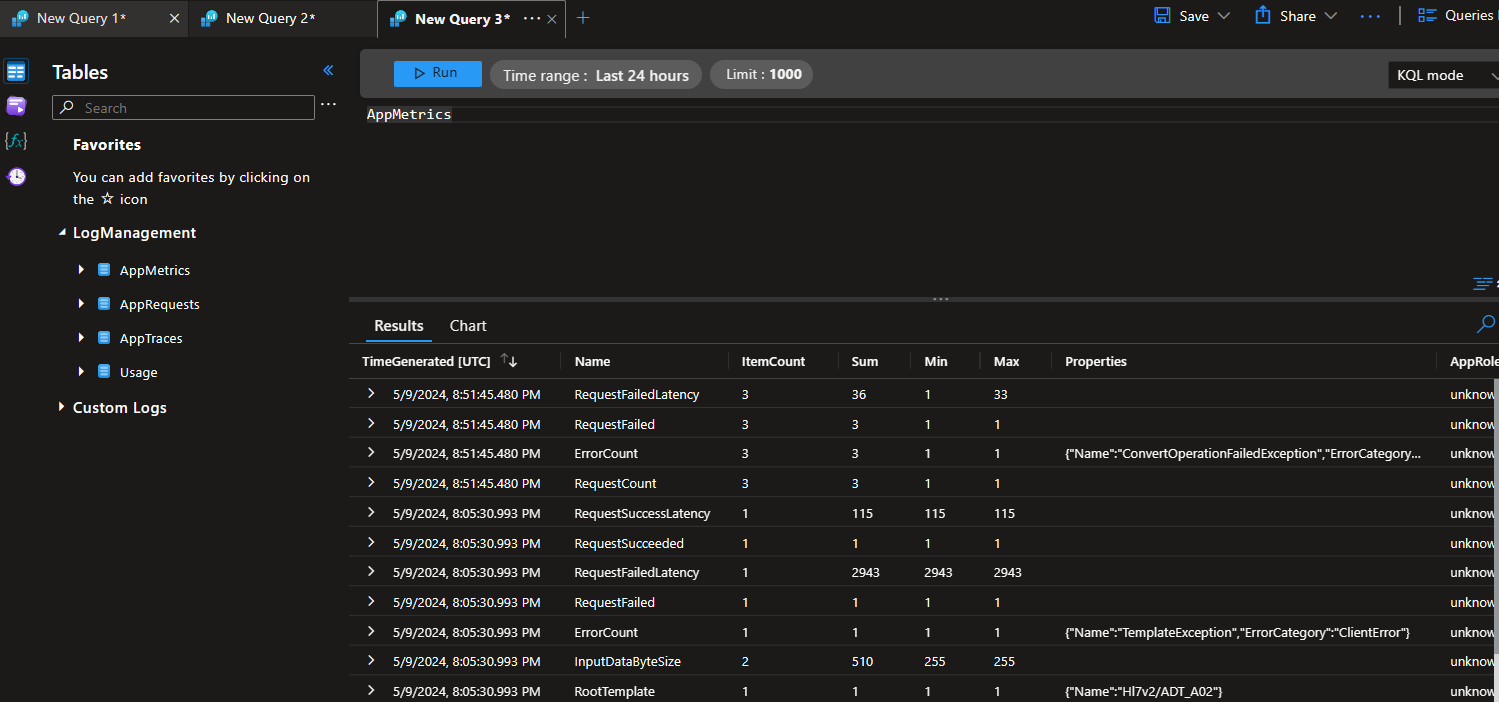 New Query 1* New Query 2* New Query 3* Save Share Queries
Tables
Search
Favorites
You can add favorites by clicking on
the ☆ icon
LogManagement
AppMetrics
AppRequests
AppTraces
Usage
Custom Logs
Run Time range : Last 24 hours Limit : 1000 KQL mode
AppMetrics
Results Chart
TimeGenerated [UTC] Name ItemCount Sum Min Max Properties AppRole
5/9/2024, 8:51:45.480 PM RequestFailedLatency 3 36 1 33 unknow
5/9/2024, 8:51:45.480 PM RequestFailed 3 3 1 1 unknow
5/9/2024, 8:51:45.480 PM ErrorCount 3 3 1 1 {"Name":"ConvertOperationFailedException","ErrorCategory... unknow
5/9/2024, 8:51:45.480 PM RequestCount 3 3 1 1 unknow
5/9/2024, 8:05:30.993 PM RequestSuccessLatency 1 115 115 115 unknow
5/9/2024, 8:05:30.993 PM RequestSucceeded 1 1 1 1 unknow
5/9/2024, 8:05:30.993 PM RequestFailedLatency 1 2943 2943 2943 unknow
5/9/2024, 8:05:30.993 PM RequestFailed 1 1 1 1 unknow
5/9/2024, 8:05:30.993 PM ErrorCount 1 1 1 1 {"Name":"TemplateException","ErrorCategory":"ClientError"} unknow
5/9/2024, 8:05:30.993 PM InputDataByteSize 2 510 255 255 unknow
5/9/2024, 8:05:30.993 PM RootTemplate 1 1 1 1 {"Name":"Hl7v2/ADT_A02"} unknow